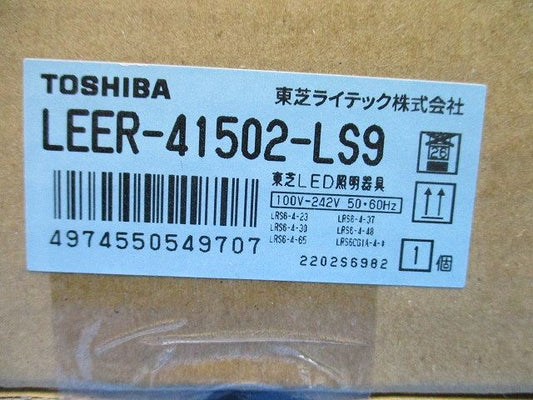 TOSHIBA
東芝ライテック株式会社
LEER-41502-LS9
26
東芝LED照明器具
100V-242V 50・60Hz
LRS6-4-23 LRS6-4-37
LRS6-4-30 LRS6-4-48
LRS6-4-65
4974550549707
2202S6982
1個